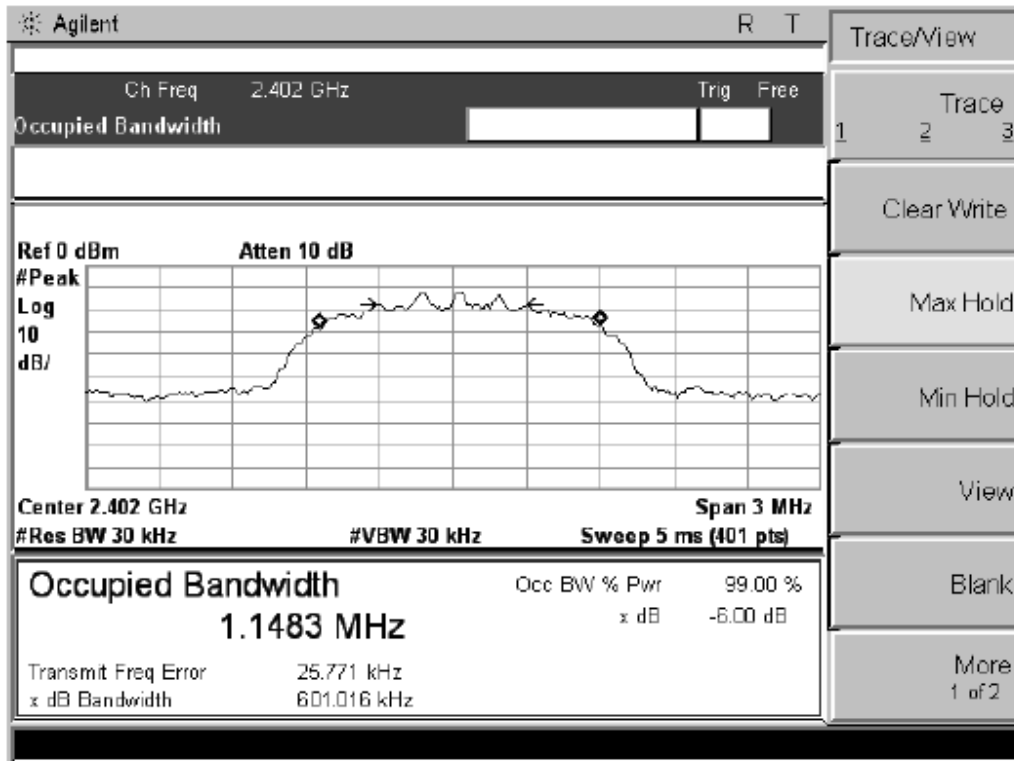 Agilent R T
Ch Freq 2.402 GHz Trig Free
Occupied Bandwidth
Ref 0 dBm Atten 10 dB
#Peak
Log
10
dB/
Center 2.402 GHz Span 3 MHz
#Res BW 30 kHz #VBW 30 kHz Sweep 5 ms (401 pts)
Occupied Bandwidth
1.1483 MHz
Occ BW % Pwr 99.00 %
x dB -6.00 dB
Transmit Freq Error 25.771 kHz
x dB Bandwidth 601.016 kHz
Trace/View
Trace
1 2 3
Clear Write
Max Hold
Min Hold
View
Blank
More
1 of 2